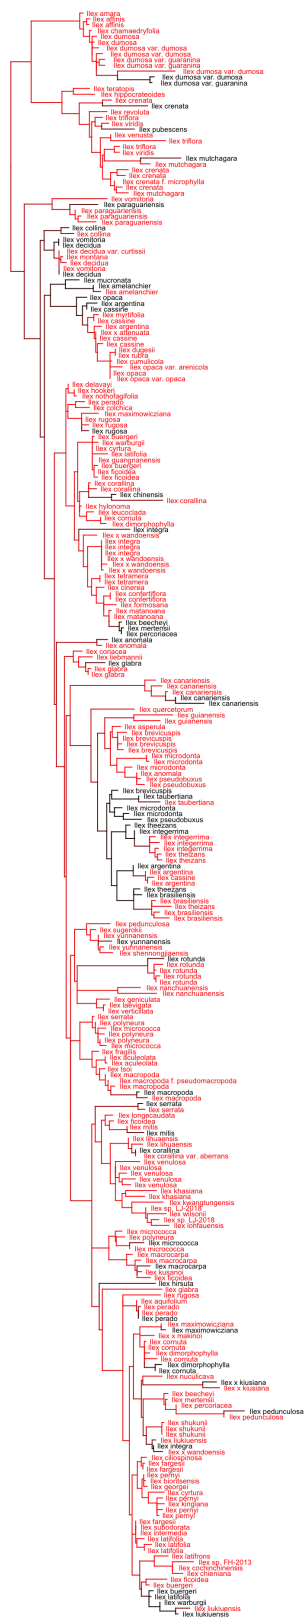 Ilex amara
Ilex affinis
Ilex affinis
Ilex chamaedryfolia
Ilex dumosa
Ilex dumosa
Ilex dumosa var. dumosa
Ilex dumosa var. dumosa
Ilex dumosa var. guaranina
Ilex dumosa var. guaranina
Ilex dumosa var. dumosa
Ilex dumosa var. dumosa
Ilex dumosa var. guaranina
Ilex teratopis
Ilex hippocrateoides
Ilex crenata
Ilex crenata
Ilex revoluta
Ilex triflora
Ilex viridis
Ilex pubescens
Ilex venusta
Ilex triflora
Ilex triflora
Ilex viridis
Ilex mutchagara
Ilex mutchagara
Ilex crenata
Ilex crenata
Ilex crenata f. microphylla
Ilex crenata
Ilex mutchagara
Ilex vomitoria
Ilex paraguariensis
Ilex paraguariensis
Ilex paraguariensis
Ilex paraguariensis
Ilex collina
Ilex collina
Ilex vomitoria
Ilex decidua
Ilex decidua var. curtissii
Ilex montana
Ilex decidua
Ilex vomitoria
Ilex decidua
Ilex mucronata
Ilex amelanchier
Ilex amelanchier
Ilex opaca
Ilex argentina
Ilex cassine
Ilex myrtifolia
Ilex cassine
Ilex argentina
Ilex x attenuata
Ilex cassine
Ilex cassine
Ilex dugesii
Ilex rubra
Ilex cumulicola
Ilex opaca var. arenicola
Ilex opaca
Ilex opaca var. opaca
Ilex delavayi
Ilex hookeri
Ilex nothofagifolia
Ilex perado
Ilex colchica
Ilex maximowicziana
Ilex rugosa
Ilex rugosa
Ilex rugosa
Ilex buergeri
Ilex warburgii
Ilex cyrtura
Ilex latifolia
Ilex guangnanensis
Ilex buergeri
Ilex ficoidea
Ilex ficoidea
Ilex corallina
Ilex corallina
Ilex chinensis
Ilex corallina
Ilex hylonoma
Ilex leucoclada
Ilex cornuta
Ilex dimorphophylla
Ilex integra
Ilex x wandoensis
Ilex integra
Ilex integra
Ilex integra
Ilex x wandoensis
Ilex x wandoensis
Ilex x wandoensis
Ilex tetramera
Ilex tetramera
Ilex cinerea
Ilex confertiflora
Ilex confertiflora
Ilex formosana
Ilex matanoana
Ilex matanoana
Ilex beecheyi
Ilex mertensii
Ilex percoriacea
Ilex anomala
Ilex anomala
Ilex coriacea
Ilex liebmannii
Ilex glabra
Ilex glabra
Ilex glabra
Ilex canariensis
Ilex canariensis
Ilex canariensis
Ilex canariensis
Ilex canariensis
Ilex quercetorum
Ilex guianensis
Ilex guianensis
Ilex asperula
Ilex brevicuspis
Ilex brevicuspis
Ilex brevicuspis
Ilex brevicuspis
Ilex microdonta
Ilex microdonta
Ilex microdonta
Ilex anomala
Ilex pseudobuxus
Ilex pseudobuxus
Ilex brevicuspis
Ilex taubertiana
Ilex taubertiana
Ilex microdonta
Ilex microdonta
Ilex pseudobuxus
Ilex theezans
Ilex integerrima
Ilex integerrima
Ilex integerrima
Ilex integerrima
Ilex theizans
Ilex theizans
Ilex argentina
Ilex argentina
Ilex cassine
Ilex argentina
Ilex theezans
Ilex brasiliensis
Ilex brasiliensis
Ilex theizans
Ilex brasiliensis
Ilex brasiliensis
Ilex pedunculosa
Ilex sugerokii
Ilex yunnanensis
Ilex yunnanensis
Ilex yunnanensis
Ilex shennongjiaensis
Ilex rotunda
Ilex rotunda
Ilex rotunda
Ilex rotunda
Ilex rotunda
Ilex nanchuanensis
Ilex nanchuanensis
Ilex geniculata
Ilex laevigata
Ilex verticillata
Ilex serrata
Ilex polyneura
Ilex micrococca
Ilex polyneura
Ilex polyneura
Ilex micrococca
Ilex fragilis
Ilex aculeolata
Ilex aculeolata
Ilex tsoi
Ilex macropoda
Ilex macropoda f. pseudomacropoda
Ilex macropoda
Ilex macropoda
Ilex macropoda
Ilex serrata
Ilex serrata
Ilex longecaudata
Ilex ficoidea
Ilex mitis
Ilex mitis
Ilex lihuaensis
Ilex lihuaensis
Ilex corallina
Ilex corallina var. aberrans
Ilex venulosa
Ilex venulosa
Ilex venulosa
Ilex venulosa
Ilex venulosa
Ilex khasiana
Ilex khasiana
Ilex kwangtungensis
Ilex sp. LJ-2018
Ilex wilsonii
Ilex sp. LJ-2018
Ilex lohfauensis
Ilex micrococca
Ilex polyneura
Ilex micrococca
Ilex micrococca
Ilex macrocarpa
Ilex macrocarpa
Ilex macrocarpa
Ilex kusanoi
Ilex ficoidea
Ilex hirsuta
Ilex glabra
Ilex rugosa
Ilex aquifolium
Ilex perado
Ilex perado
Ilex perado
Ilex maximowicziana
Ilex maximowicziana
Ilex x makinoi
Ilex cornuta
Ilex cornuta
Ilex dimorphophylla
Ilex cornuta
Ilex dimorphophylla
Ilex cornuta
Ilex nuculicava
Ilex x kiusiana
Ilex x kiusiana
Ilex beecheyi
Ilex mertensii
Ilex percoriacea
Ilex pedunculosa
Ilex pedunculosa
Ilex shukunii
Ilex shukunii
Ilex shukunii
Ilex liukiuensis
Ilex integra
Ilex x wandoensis
Ilex ciliospinosa
Ilex fargesii
Ilex fargesii
Ilex pernyi
Ilex bioritsensis
Ilex georgei
Ilex cyrtura
Ilex pernyi
Ilex kingiana
Ilex pernyi
Ilex pernyi
Ilex fargesii
Ilex subodorata
Ilex intermedia
Ilex latifolia
Ilex latifolia
Ilex latifolia
Ilex latifrons
Ilex sp. FH-2013
Ilex cochinchinensis
Ilex chieniana
Ilex ficoidea
Ilex buergeri
Ilex buergeri
Ilex latifolia
Ilex warburgii
Ilex liukiuensis
Ilex liukiuensis